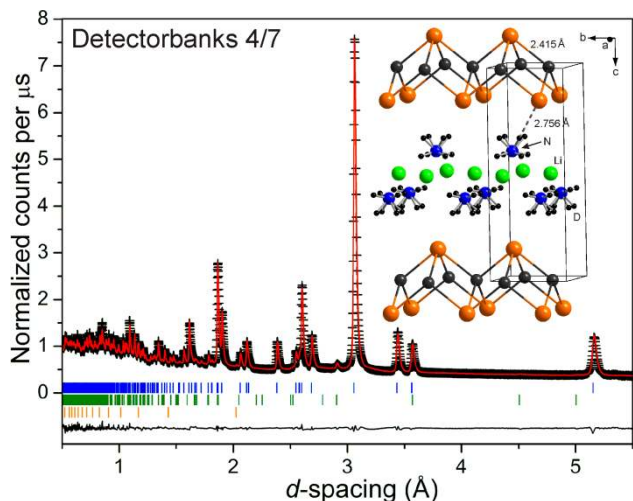 Detectorbanks 4/7
Normalized counts per μs
8
7
6
5
4
3
2
1
0
1
2
3
4
5
d-spacing (Å)
2.415 Å
b
a
c
2.756 Å
N
Li
D